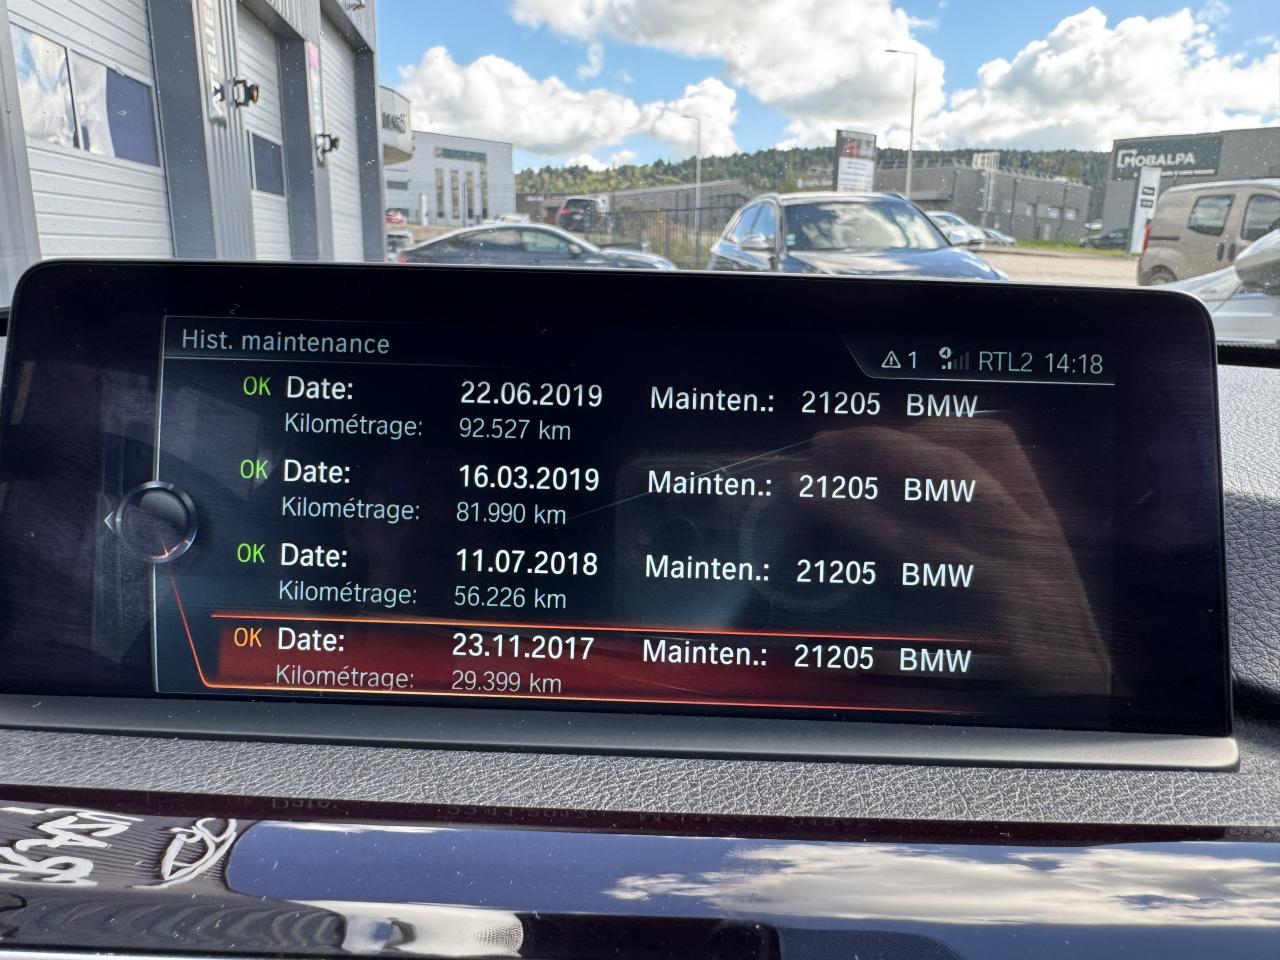 MOBALPA
Hist. maintenance
1 RTL2 14:18
OK Date: 22.06.2019 Mainten.: 21205 BMW
Kilométrage: 92.527 km
OK Date: 16.03.2019 Mainten.: 21205 BMW
Kilométrage: 81.990 km
OK Date: 11.07.2018 Mainten.: 21205 BMW
Kilométrage: 56.226 km
OK Date: 23.11.2017 Mainten.: 21205 BMW
Kilométrage: 29.399 km